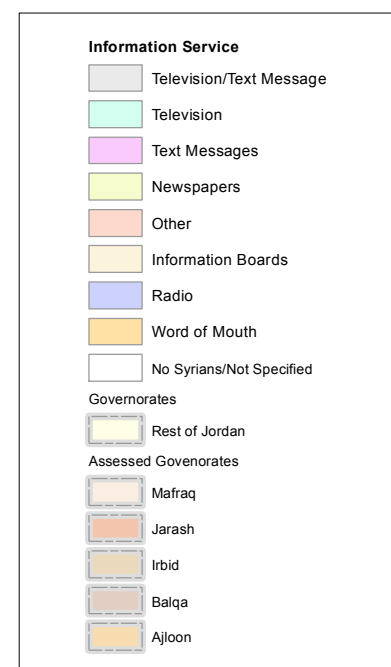 Information Service
Television/Text Message
Television
Text Messages
Newspapers
Other
Information Boards
Radio
Word of Mouth
No Syrians/Not Specified
Governorates
Rest of Jordan
Assessed Govenorates
Mafraq
Jarash
Irbid
Balqa
Ajloon